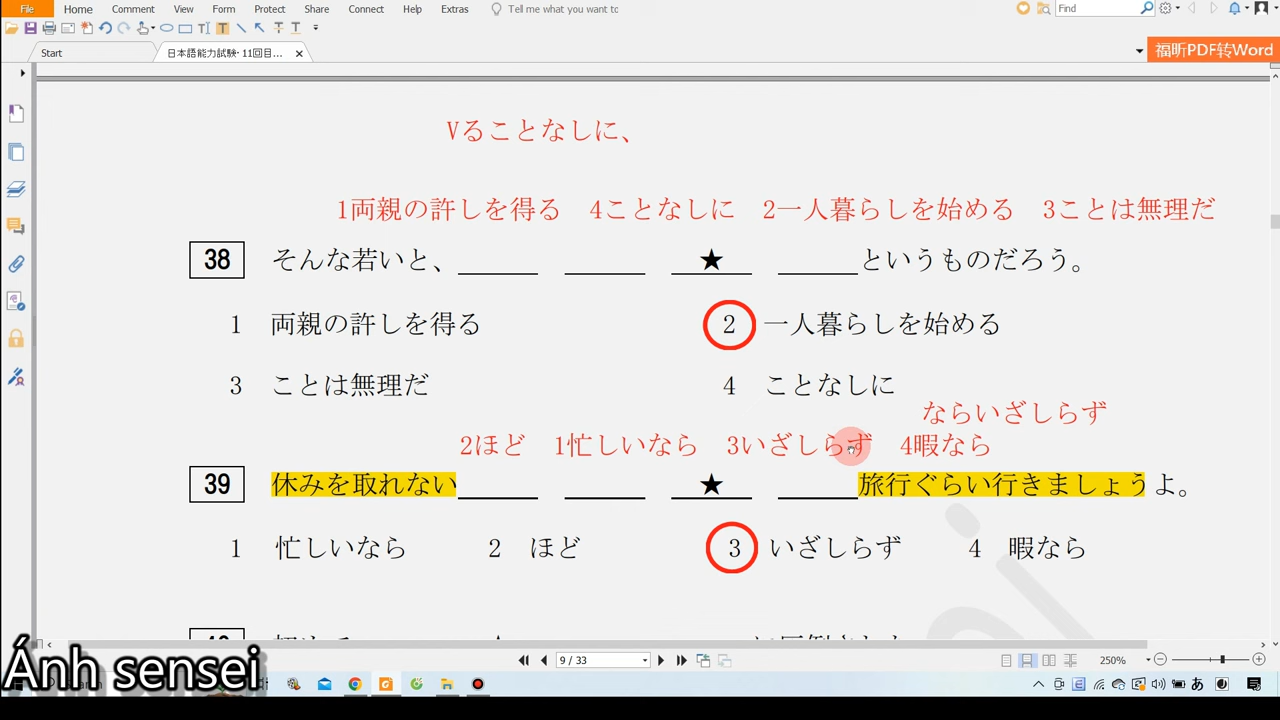 File Home Comment View Form Protect Share Connect Help Extras Tell me what you want to Find
Start 日本語能力試験・11回目... 福昕PDF转Word
Vることなしに、
1両親の許しを得る 4ことなしに 2一人暮らしを始める 3ことは無理だ
38 そんな若いと、 ★ というものだろう。
1 両親の許しを得る 2 一人暮らしを始める
3 ことは無理だ 4 ことなしに
ならいざしらず
2ほど 1忙しいなら 3いざしらず 4暇なら
39 休みを取れない ★ 旅行ぐらい行きましょうよ。
1 忙しいなら 2 ほど 3 いざしらず 4 暇なら
9 / 33 250%
Ánh sensei